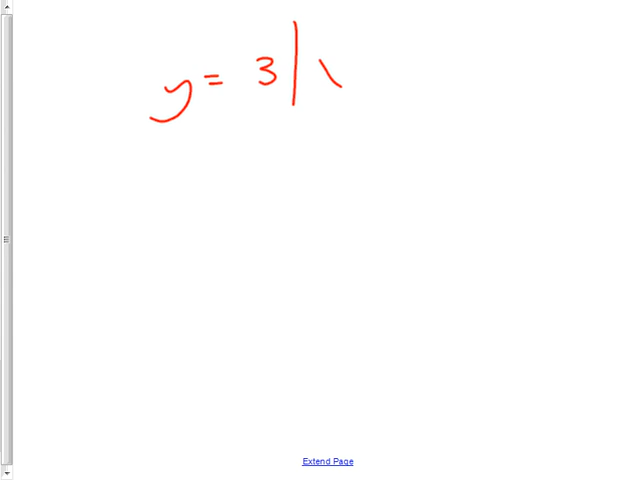 y = 3|\
Extend Page